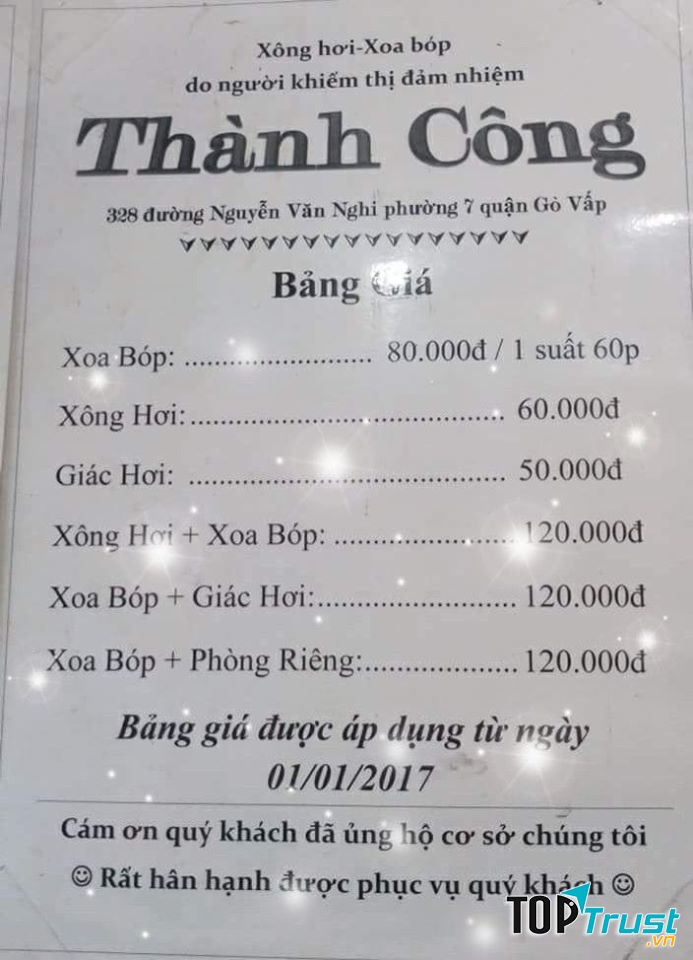 Xông hơi-Xoa bóp
do người khiếm thị đảm nhiệm
Thành Công
328 đường Nguyễn Văn Nghi phường 7 quận Gò Vấp
Bảng Giá
Xoa Bóp: ........................... 80.000đ / 1 suất 60p
Xông Hơi:............................................. 60.000đ
Giác Hơi: ............................................. 50.000đ
Xông Hơi + Xoa Bóp: .......................... 120.000đ
Xoa Bóp + Giác Hơi:............................ 120.000đ
Xoa Bóp + Phòng Riêng:...................... 120.000đ
Bảng giá được áp dụng từ ngày
01/01/2017
Cám ơn quý khách đã ủng hộ cơ sở chúng tôi
☺ Rất hân hạnh được phục vụ quý khách ☺
TOPTrust.vn